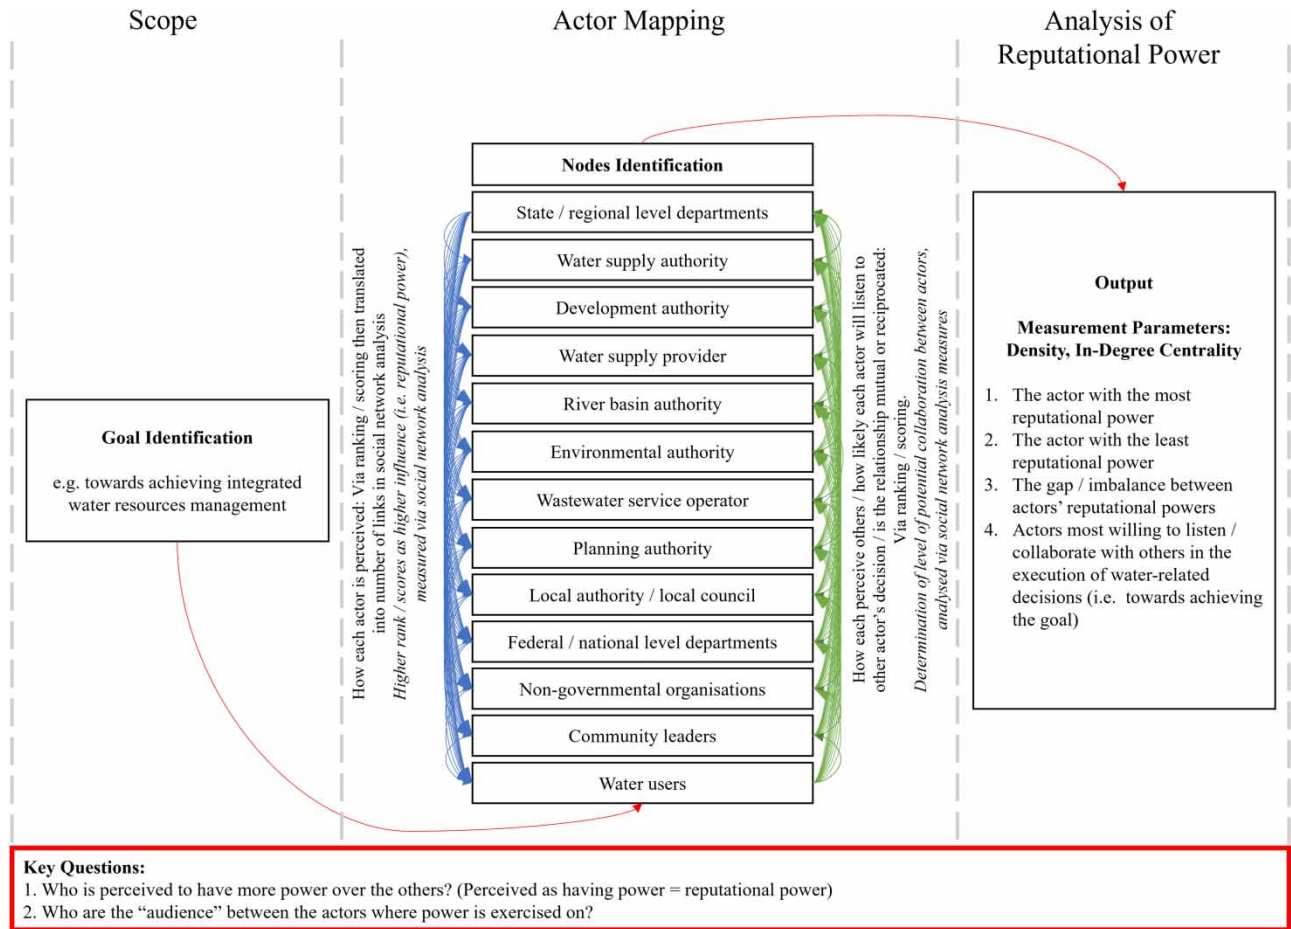 Scope
Actor Mapping
Analysis of
Reputational Power
Goal Identification
e.g. towards achieving integrated
water resources management
How each actor is perceived: Via ranking / scoring then translated
into number of links in social network analysis
Higher rank / scores as higher influence (i.e. reputational power),
measured via social network analysis
Nodes Identification
State / regional level departments
Water supply authority
Development authority
Water supply provider
River basin authority
Environmental authority
Wastewater service operator
Planning authority
Local authority / local council
Federal / national level departments
Non-governmental organisations
Community leaders
Water users
How each perceive others / how likely each actor will listen to
other actor's decision / is the relationship mutual or reciprocated:
Via ranking / scoring.
Determination of level of potential collaboration between actors,
analysed via social network analysis measures
Output
Measurement Parameters:
Density, In-Degree Centrality
1. The actor with the most
reputational power
2. The actor with the least
reputational power
3. The gap / imbalance between
actors' reputational powers
4. Actors most willing to listen /
collaborate with others in the
execution of water-related
decisions (i.e. towards achieving
the goal)
Key Questions:
1. Who is perceived to have more power over the others? (Perceived as having power = reputational power)
2. Who are the “audience” between the actors where power is exercised on?